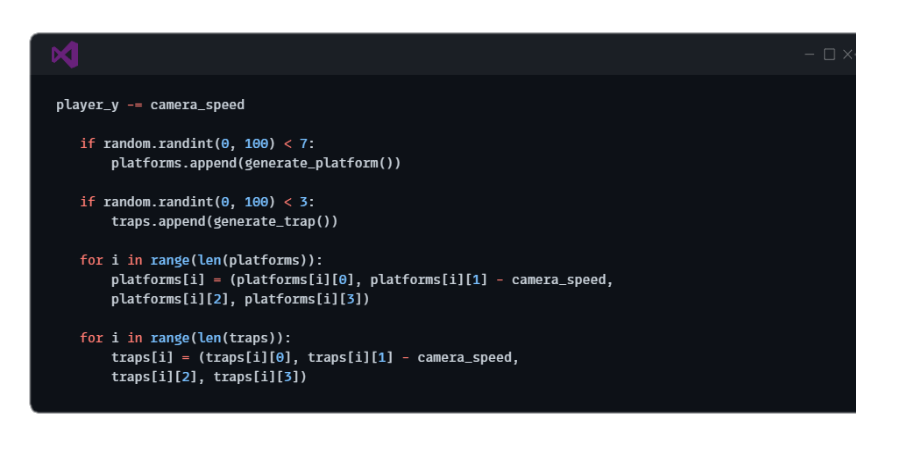 player_y -= camera_speed
if random.randint(0, 100) < 7:
platforms.append(generate_platform())
if random.randint(0, 100) < 3:
traps.append(generate_trap())
for i in range(len(platforms)):
platforms[i] = (platforms[i][0], platforms[i][1] - camera_speed,
platforms[i][2], platforms[i][3])
for i in range(len(traps)):
traps[i] = (traps[i][0], traps[i][1] - camera_speed,
traps[i][2], traps[i][3])